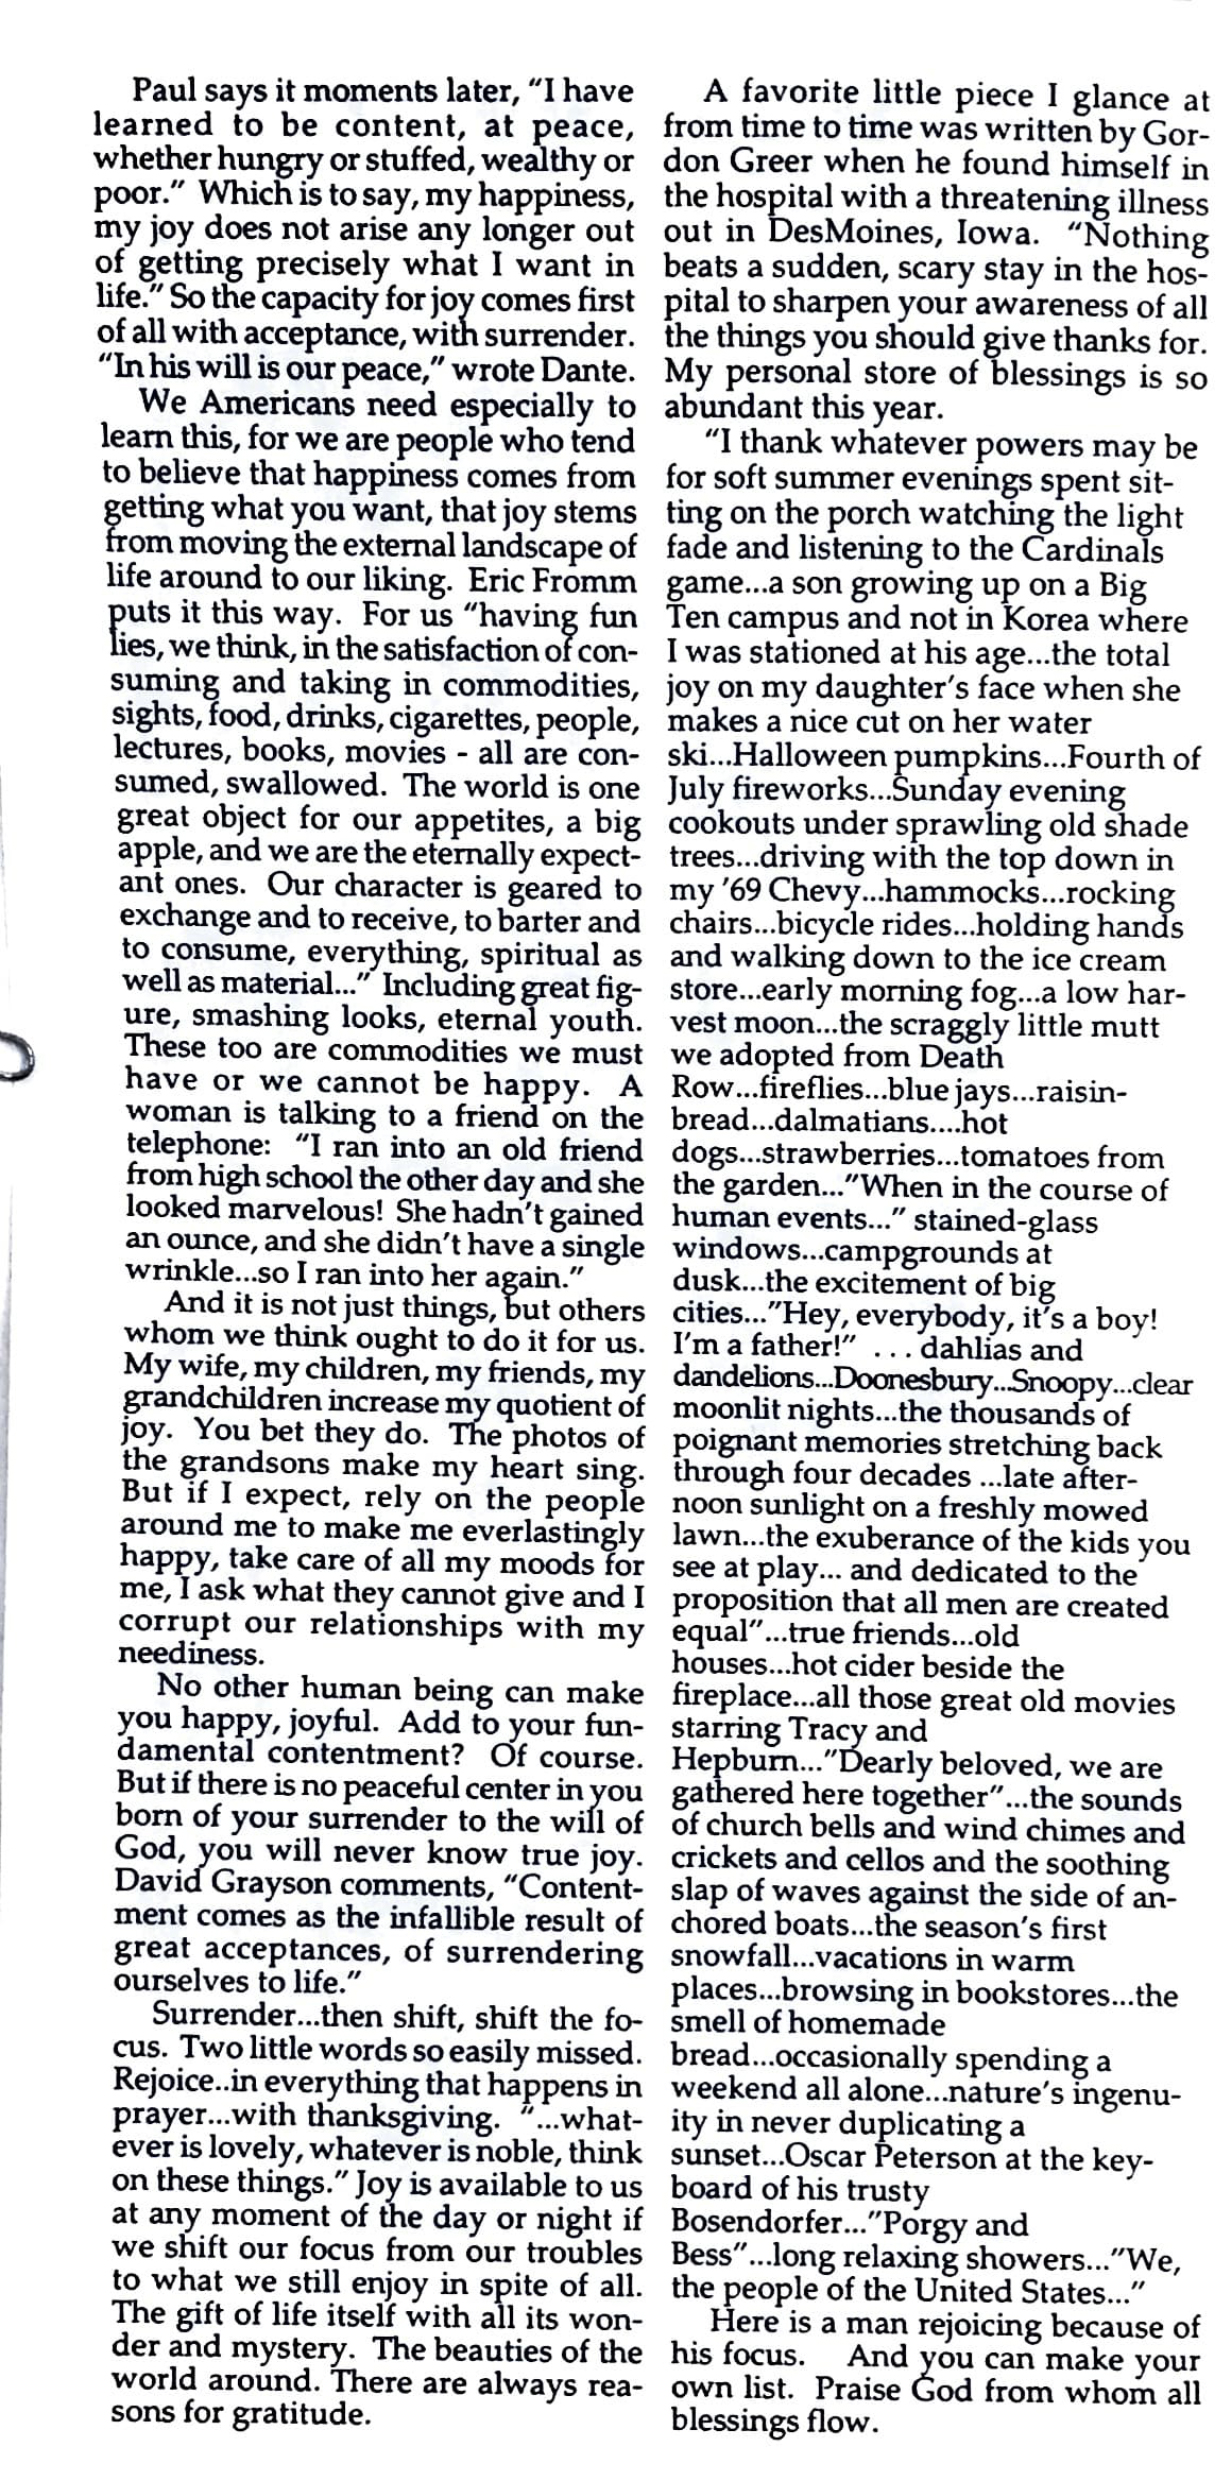 Paul says it moments later, "I have
learned to be content, at peace,
whether hungry or stuffed, wealthy or
poor." Which is to say, my happiness,
my joy does not arise any longer out
of getting precisely what I want in
life." So the capacity for joy comes first
of all with acceptance, with surrender.
"In his will is our peace," wrote Dante.
We Americans need especially to
learn this, for we are people who tend
to believe that happiness comes from
getting what you want, that joy stems
from moving the external landscape of
life around to our liking. Eric Fromm
puts it this way. For us "having fun
lies, we think, in the satisfaction of con-
suming and taking in commodities,
sights, food, drinks, cigarettes, people,
lectures, books, movies - all are con-
sumed, swallowed. The world is one
great object for our appetites, a big
apple, and we are the eternally expect-
ant ones. Our character is geared to
exchange and to receive, to barter and
to consume, everything, spiritual as
well as material..." Including great fig-
ure, smashing looks, eternal youth.
These too are commodities we must
have or we cannot be happy. A
woman is talking to a friend on the
telephone: "I ran into an old friend
from high school the other day and she
looked marvelous! She hadn't gained
an ounce, and she didn't have a single
wrinkle...so I ran into her again."
And it is not just things, but others
whom we think ought to do it for us.
My wife, my children, my friends, my
grandchildren increase my quotient of
joy. You bet they do. The photos of
the grandsons make my heart sing.
But if I expect, rely on the people
around me to make me everlastingly
happy, take care of all my moods for
me, I ask what they cannot give and I
corrupt our relationships with my
neediness.
No other human being can make
you happy, joyful. Add to your fun-
damental contentment? Of course.
But if there is no peaceful center in you
born of your surrender to the will of
God, you will never know true joy.
David Grayson comments, "Content-
ment comes as the infallible result of
great acceptances, of surrendering
ourselves to life."
Surrender...then shift, shift the fo-
cus. Two little words so easily missed.
Rejoice..in everything that happens in
prayer...with thanksgiving. "...what-
ever is lovely, whatever is noble, think
on these things." Joy is available to us
at any moment of the day or night if
we shift our focus from our troubles
to what we still enjoy in spite of all.
The gift of life itself with all its won-
der and mystery. The beauties of the
world around. There are always rea-
sons for gratitude.
A favorite little piece I glance at
from time to time was written by Gor-
don Greer when he found himself in
the hospital with a threatening illness
out in DesMoines, Iowa. "Nothing
beats a sudden, scary stay in the hos-
pital to sharpen your awareness of all
the things you should give thanks for.
My personal store of blessings is so
abundant this year.
"I thank whatever powers may be
for soft summer evenings spent sit-
ting on the porch watching the light
fade and listening to the Cardinals
game...a son growing up on a Big
Ten campus and not in Korea where
I was stationed at his age...the total
joy on my daughter's face when she
makes a nice cut on her water
ski...Halloween pumpkins...Fourth of
July fireworks...Sunday evening
cookouts under sprawling old shade
trees...driving with the top down in
my '69 Chevy...hammocks...rocking
chairs...bicycle rides...holding hands
and walking down to the ice cream
store...early morning fog...a low har-
vest moon...the scraggly little mutt
we adopted from Death
Row...fireflies...blue jays...raisin-
bread...dalmatians....hot
dogs...strawberries...tomatoes from
the garden..."When in the course of
human events..." stained-glass
windows...campgrounds at
dusk...the excitement of big
cities..."Hey, everybody, it's a boy!
I'm a father!" . . . dahlias and
dandelions...Doonesbury...Snoopy...clear
moonlit nights...the thousands of
poignant memories stretching back
through four decades ...late after-
noon sunlight on a freshly mowed
lawn...the exuberance of the kids you
see at play... and dedicated to the
proposition that all men are created
equal"...true friends...old
houses...hot cider beside the
fireplace...all those great old movies
starring Tracy and
Hepburn..."Dearly beloved, we are
gathered here together"...the sounds
of church bells and wind chimes and
crickets and cellos and the soothing
slap of waves against the side of an-
chored boats...the season's first
snowfall...vacations in warm
places...browsing in bookstores...the
smell of homemade
bread...occasionally spending a
weekend all alone...nature's ingenu-
ity in never duplicating a
sunset...Oscar Peterson at the key-
board of his trusty
Bosendorfer..."Porgy and
Bess"...long relaxing showers..."We,
the people of the United States..."
Here is a man rejoicing because of
his focus. And you can make your
own list. Praise God from whom all
blessings flow.